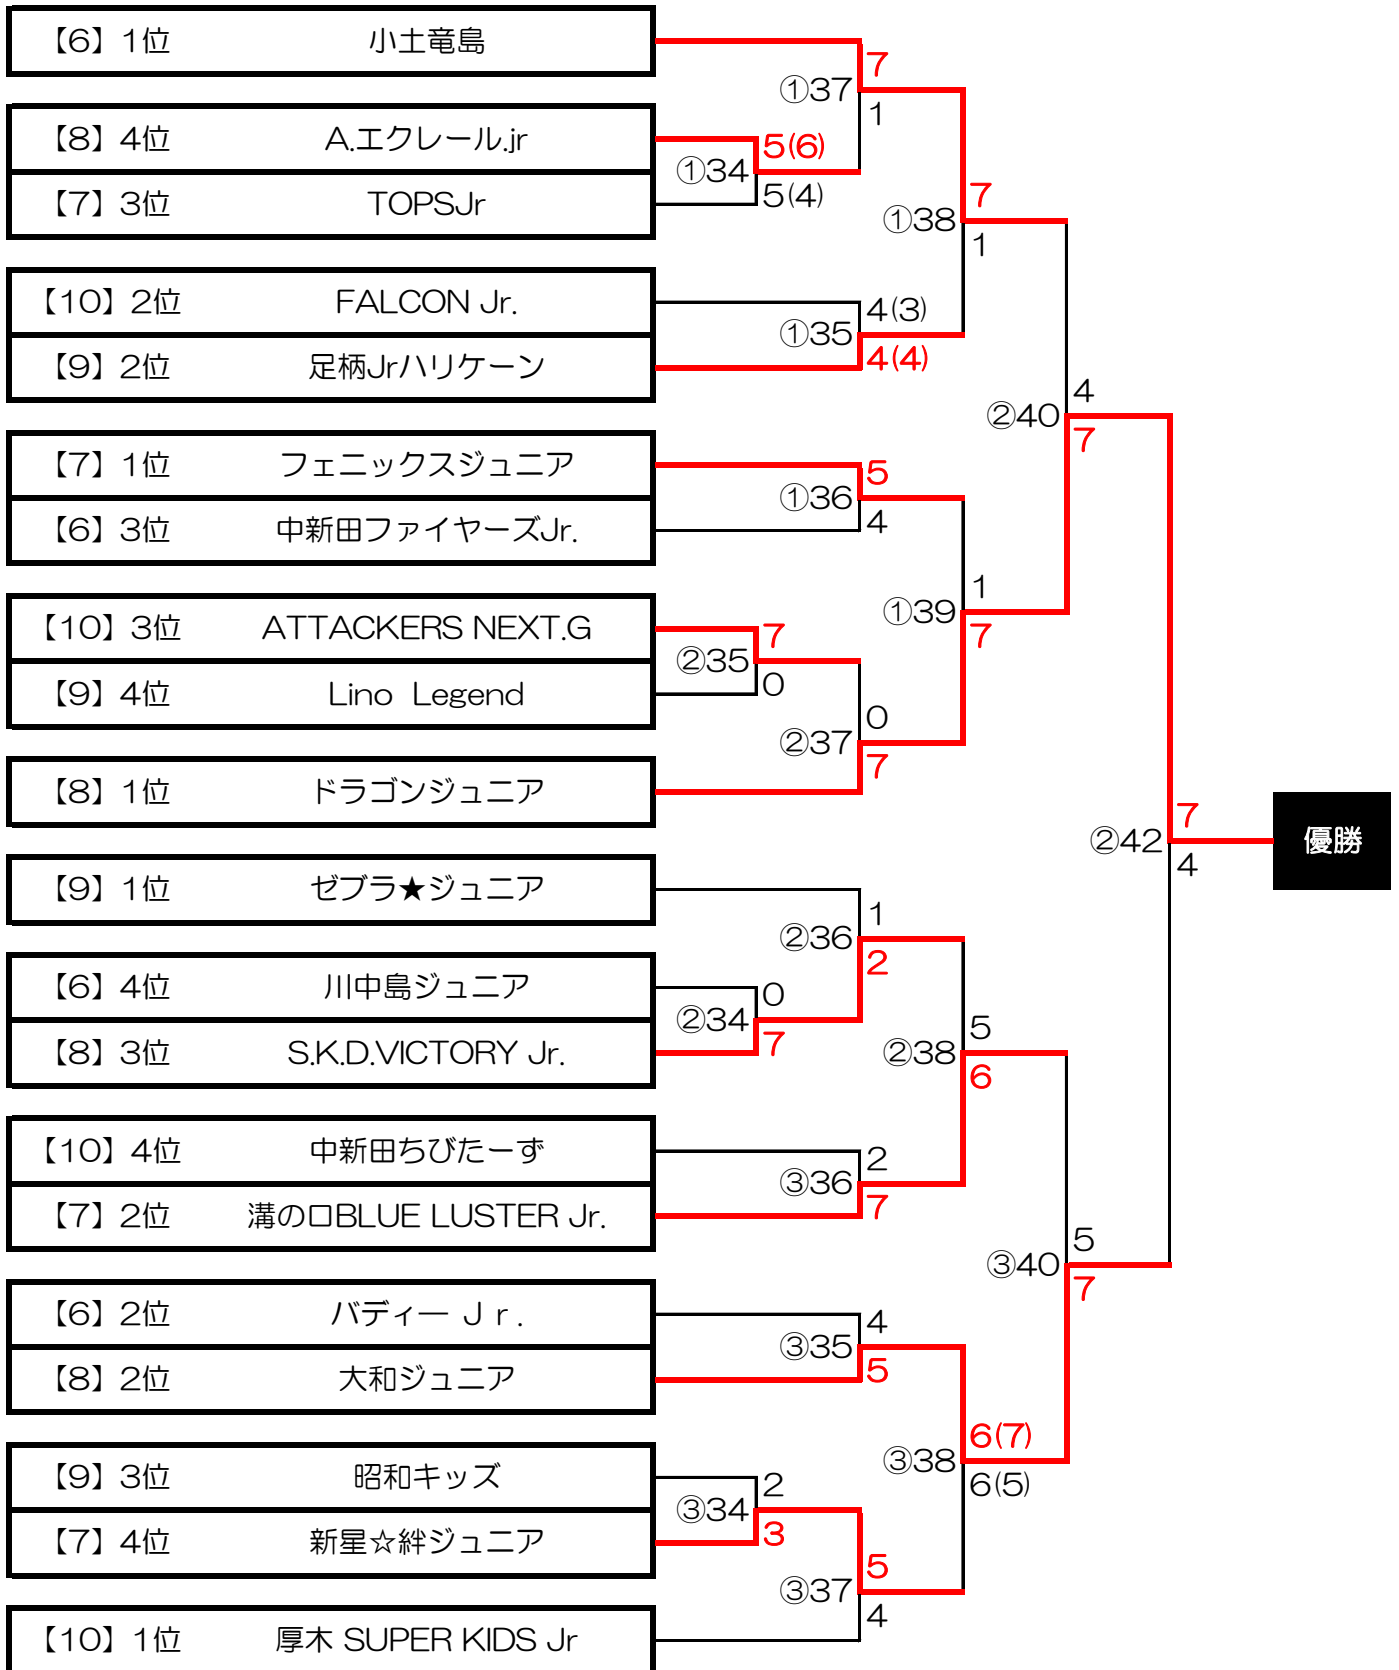 【6】1位 小土竜島
7
①37
1
【8】4位 A.エクレール.jr
5(6)
①34
5(4)
【7】3位 TOPSJr
7
①38
1
【10】2位 FALCON Jr.
4(3)
①35
4(4)
【9】2位 足柄Jrハリケーン
4
②40
7
【7】1位 フェニックスジュニア
5
①36
4
【6】3位 中新田ファイヤーズJr.
1
①39
7
【10】3位 ATTACKERS NEXT.G
7
②35
0
【9】4位 Lino Legend
0
②37
7
【8】1位 ドラゴンジュニア
7
②42
4
優勝
【9】1位 ゼブラ★ジュニア
1
②36
2
【6】4位 川中島ジュニア
0
②34
7
【8】3位 S.K.D.VICTORY Jr.
5
②38
6
【10】4位 中新田ちびたーず
2
③36
7
【7】2位 溝の口BLUE LUSTER Jr.
5
③40
7
【6】2位 バディー Ｊｒ.
4
③35
5
【8】2位 大和ジュニア
6(7)
③38
6(5)
【9】3位 昭和キッズ
2
③34
3
【7】4位 新星☆絆ジュニア
5
③37
4
【10】1位 厚木 SUPER KIDS Jr